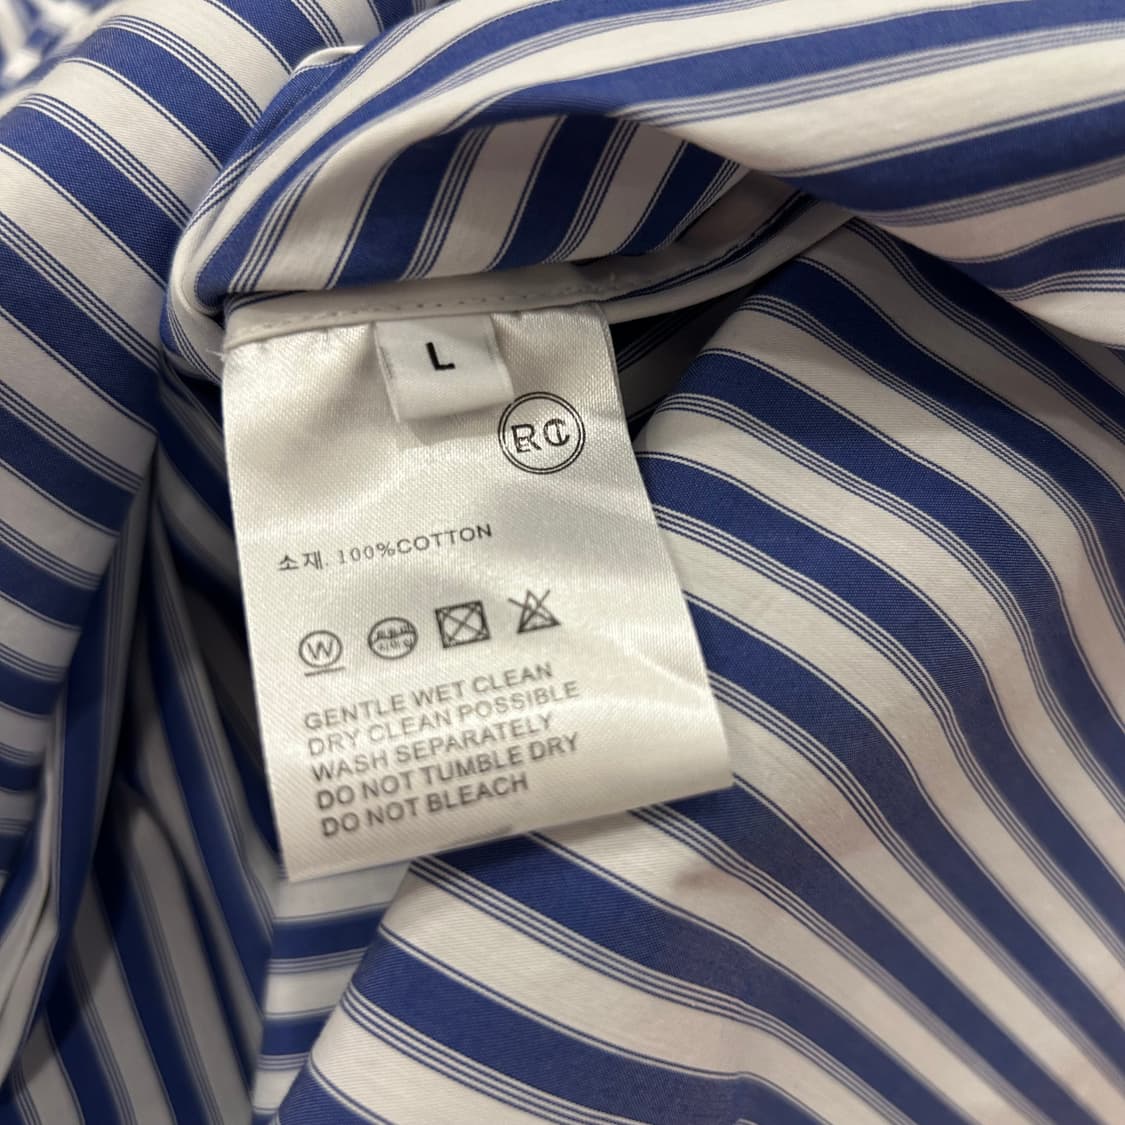 L
RC
소재. 100%COTTON
W
GENTLE WET CLEAN
DRY CLEAN POSSIBLE
WASH SEPARATELY
DO NOT TUMBLE DRY
DO NOT BLEACH